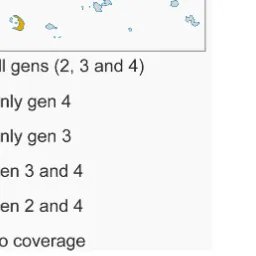 ll gens (2, 3 and 4)
nly gen 4
nly gen 3
en 3 and 4
en 2 and 4
o coverage